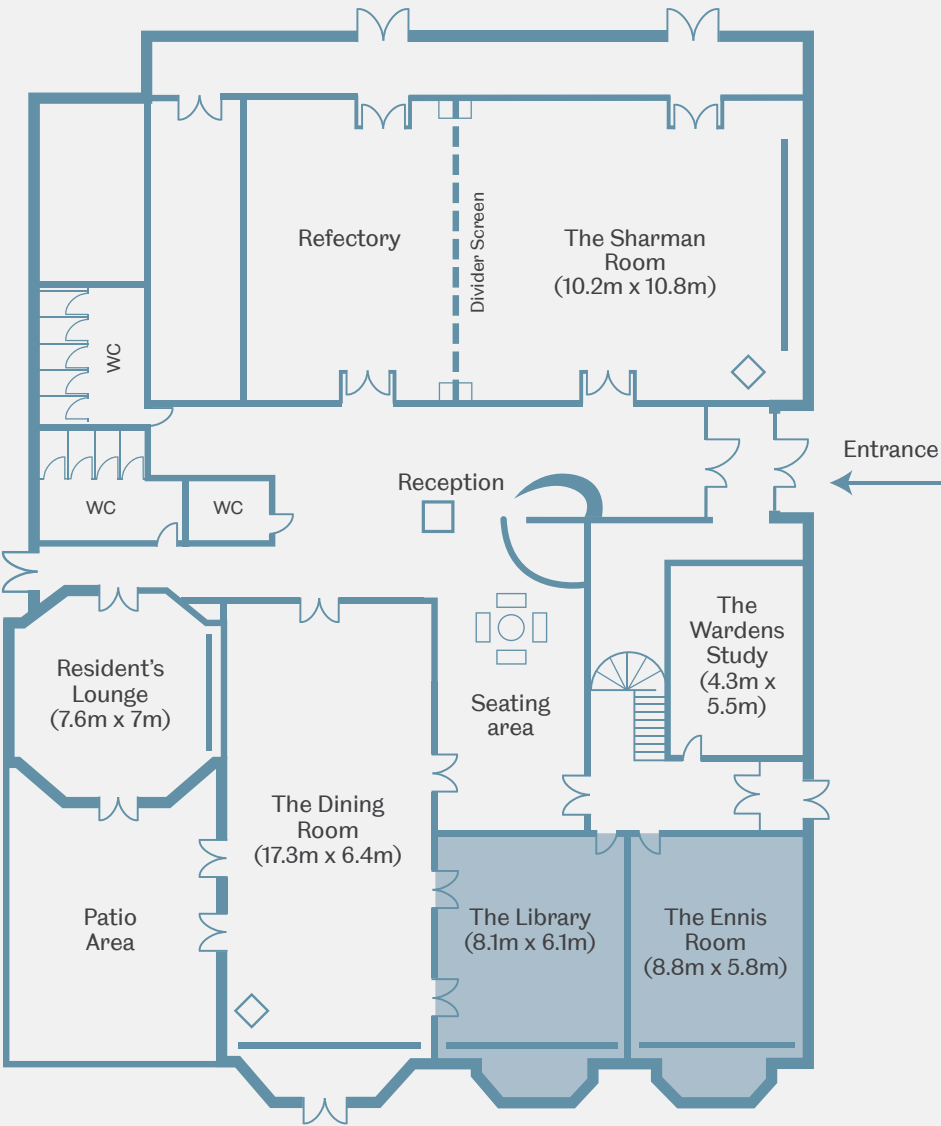 Refectory
Divider Screen
The Sharman
Room
(10.2m x 10.8m)
WC
Entrance
Reception
WC
WC
The
Wardens
Study
(4.3m x
5.5m)
Resident’s
Lounge
(7.6m x 7m)
Seating
area
The Dining
Room
(17.3m x 6.4m)
Patio
Area
The Library
(8.1m x 6.1m)
The Ennis
Room
(8.8m x 5.8m)